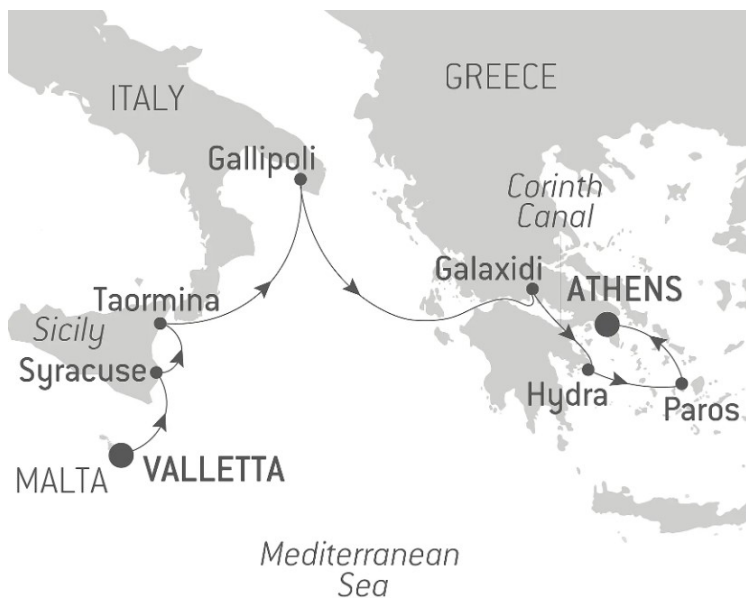 GREECE
ITALY
Gallipoli
Corinth
Canal
Galaxidi
ATHENS
Taormina
Sicily
Syracuse
Hydra
Paros
VALLETTA
MALTA
Mediterranean
Sea